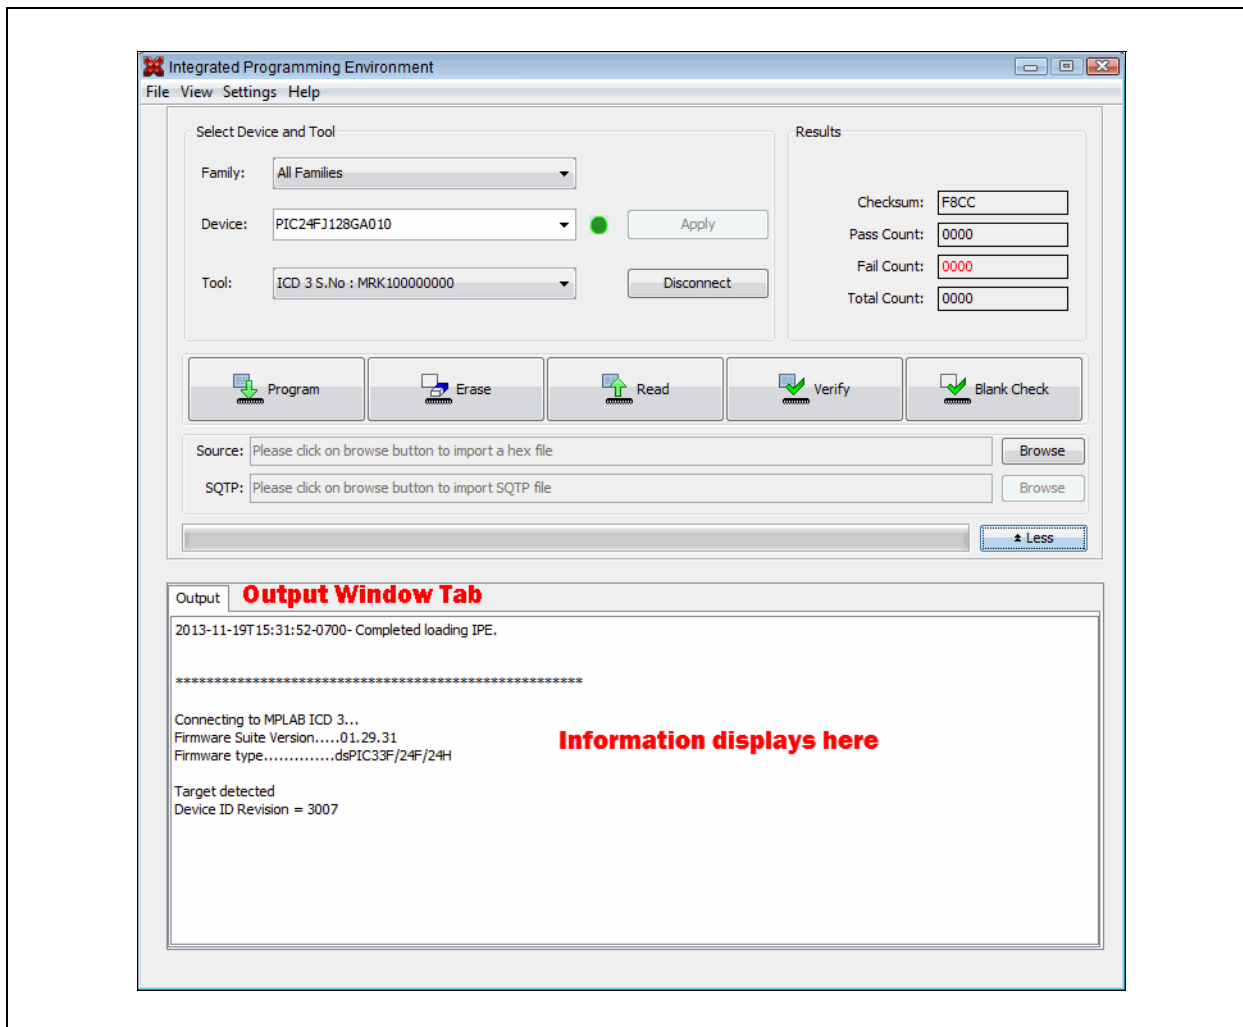 Integrated Programming Environment
File View Settings Help
Select Device and Tool
Family: All Families
Device: PIC24FJ128GA010 Apply
Tool: ICD 3 S.No : MRK100000000 Disconnect
Results
Checksum: F8CC
Pass Count: 0000
Fail Count: 0000
Total Count: 0000
Program Erase Read Verify Blank Check
Source: Please click on browse button to import a hex file Browse
SQTP: Please click on browse button to import SQTP file Browse
Less
Output Output Window Tab
2013-11-19T15:31:52-0700- Completed loading IPE.
*****************************************************
Connecting to MPLAB ICD 3...
Firmware Suite Version.....01.29.31
Firmware type..............dsPIC33F/24F/24H
Information displays here
Target detected
Device ID Revision = 3007